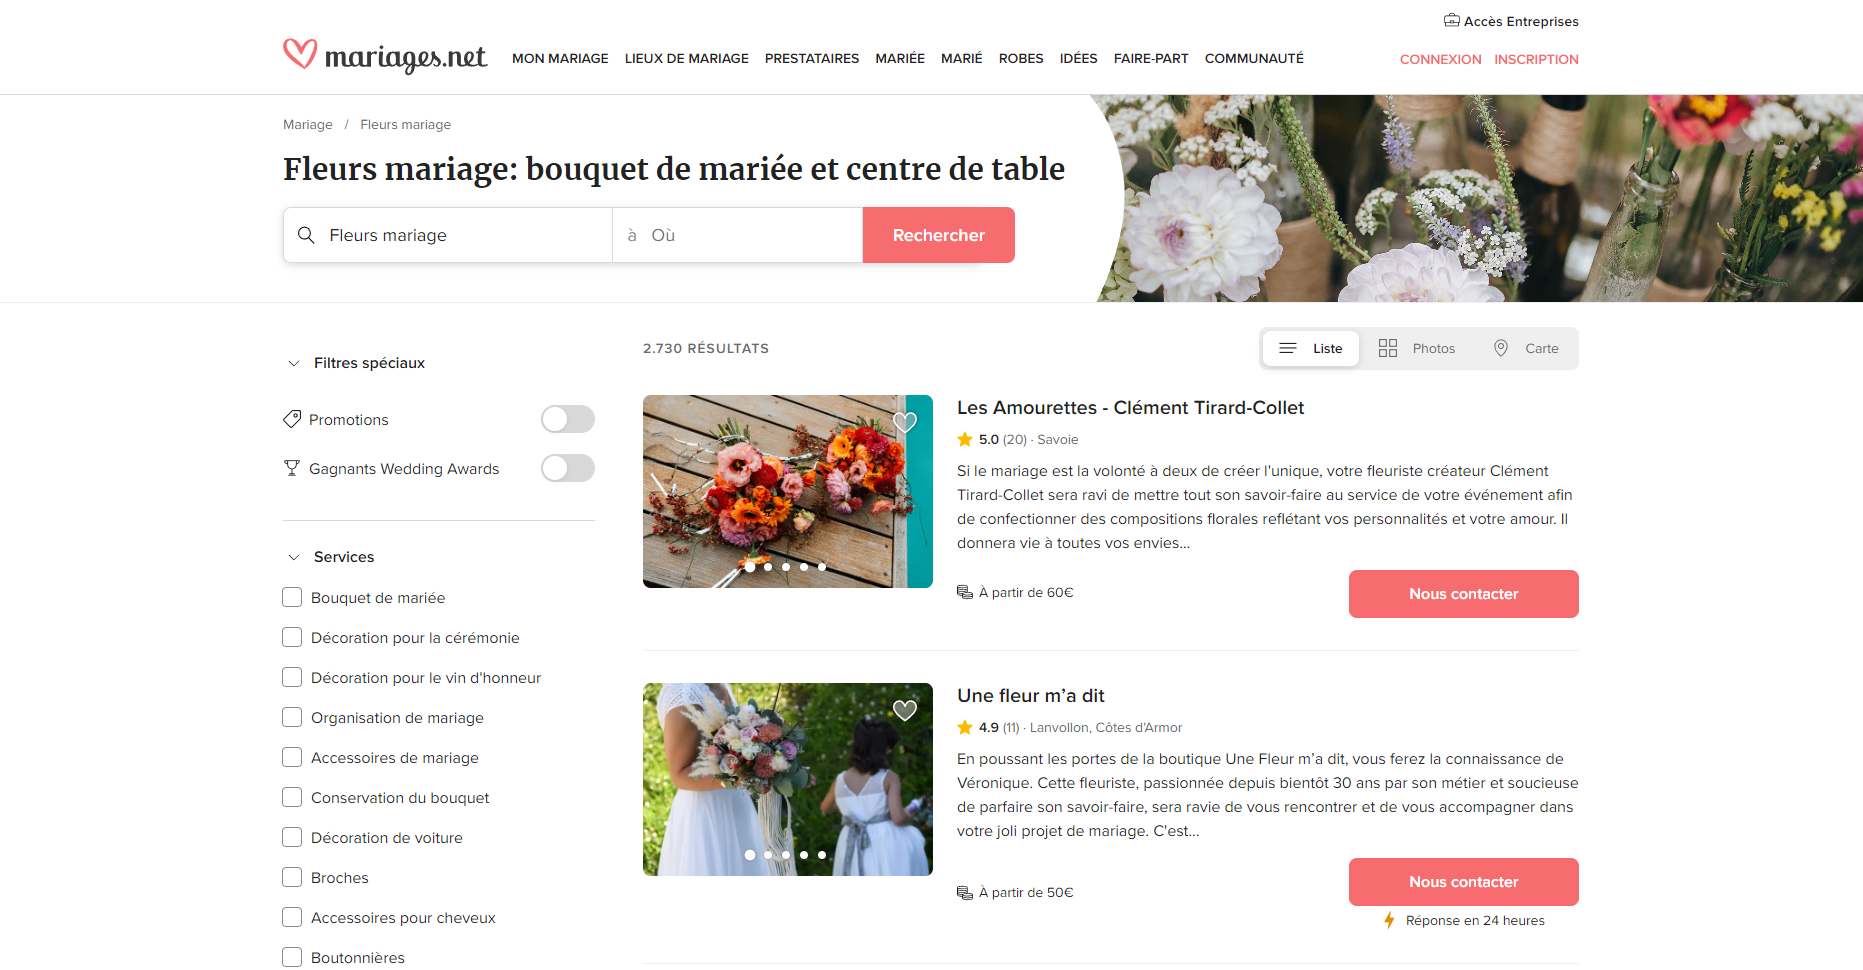 Accès Entreprises
mariages.net
MON MARIAGE LIEUX DE MARIAGE PRESTATAIRES MARIÉE MARIÉ ROBES IDÉES FAIRE-PART COMMUNAUTÉ
CONNEXION INSCRIPTION
Mariage / Fleurs mariage
Fleurs mariage: bouquet de mariée et centre de table
Fleurs mariage à Où Rechercher
Filtres spéciaux
Promotions
Gagnants Wedding Awards
Services
Bouquet de mariée
Décoration pour la cérémonie
Décoration pour le vin d'honneur
Organisation de mariage
Accessoires de mariage
Conservation du bouquet
Décoration de voiture
Broches
Accessoires pour cheveux
Boutonnières
2.730 RÉSULTATS
Liste Photos Carte
Les Amourettes - Clément Tirard-Collet
5.0 (20) · Savoie
Si le mariage est la volonté à deux de créer l'unique, votre fleuriste créateur Clément
Tirard-Collet sera ravi de mettre tout son savoir-faire au service de votre événement afin
de confectionner des compositions florales reflétant vos personnalités et votre amour. Il
donnera vie à toutes vos envies...
À partir de 60€
Nous contacter
Une fleur m’a dit
4.9 (11) · Lanvollon, Côtes d'Armor
En poussant les portes de la boutique Une Fleur m’a dit, vous ferez la connaissance de
Véronique. Cette fleuriste, passionnée depuis bientôt 30 ans par son métier et soucieuse
de parfaire son savoir-faire, sera ravie de vous rencontrer et de vous accompagner dans
votre joli projet de mariage. C'est...
À partir de 50€
Nous contacter
Réponse en 24 heures